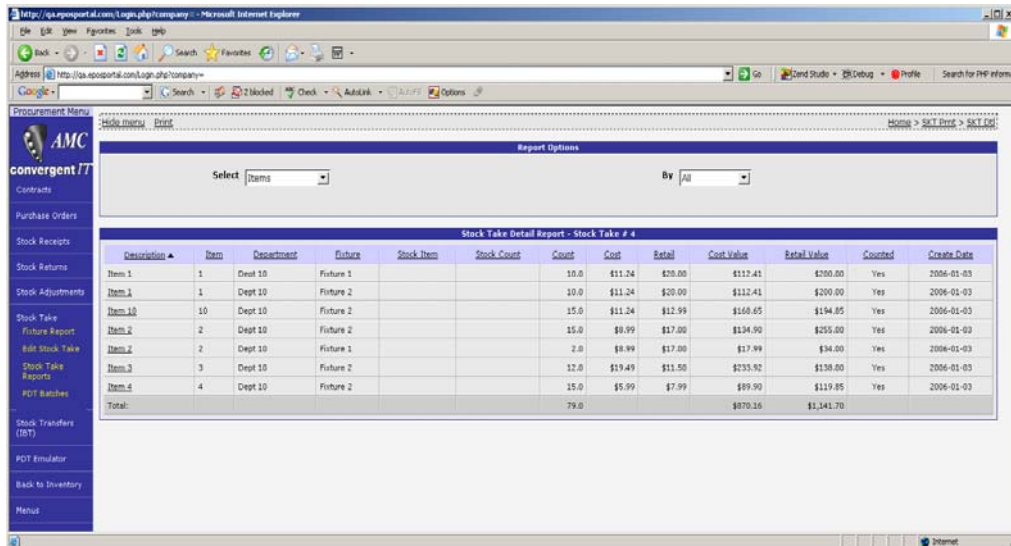 http://qa.eposportal.com/Login.php?company= - Microsoft Internet Explorer
File Edit View Favorites Tools Help
Back Search Favorites
Address http://qa.eposportal.com/Login.php?company= Go Zend Studio Debug Profile Search for PHP inform
Google Search 2 blocked Check AutoLink AutoFill Options
Procurement Menu
AMC
convergent IT
Contracts
Purchase Orders
Stock Receipts
Stock Returns
Stock Adjustments
Stock Take
Fixture Report
Edit Stock Take
Stock Take
Reports
PDT Batches
Stock Transfers
(IBT)
PDT Emulator
Back to Inventory
Menus
Hide menu Print Home > SKT Prmt > SKT Dtl
Report Options
Select Items By All
Stock Take Detail Report - Stock Take # 4
Description Item Department Fixture Stock Item Stock Count Count Cost Retail Cost Value Retail Value Counted Create Date
Item 1 1 Dept 10 Fixture 1 10.0 $11.24 $20.00 $112.41 $200.00 Yes 2006-01-03
Item 1 1 Dept 10 Fixture 2 10.0 $11.24 $20.00 $112.41 $200.00 Yes 2006-01-03
Item 10 10 Dept 10 Fixture 2 15.0 $11.24 $12.99 $168.65 $194.85 Yes 2006-01-03
Item 2 2 Dept 10 Fixture 2 15.0 $8.99 $17.00 $134.90 $255.00 Yes 2006-01-03
Item 2 2 Dept 10 Fixture 1 2.0 $8.99 $17.00 $17.99 $34.00 Yes 2006-01-03
Item 3 3 Dept 10 Fixture 2 12.0 $19.49 $11.50 $233.92 $138.00 Yes 2006-01-03
Item 4 4 Dept 10 Fixture 2 15.0 $5.99 $7.99 $89.90 $119.85 Yes 2006-01-03
Total: 79.0 $870.16 $1,141.70
Internet